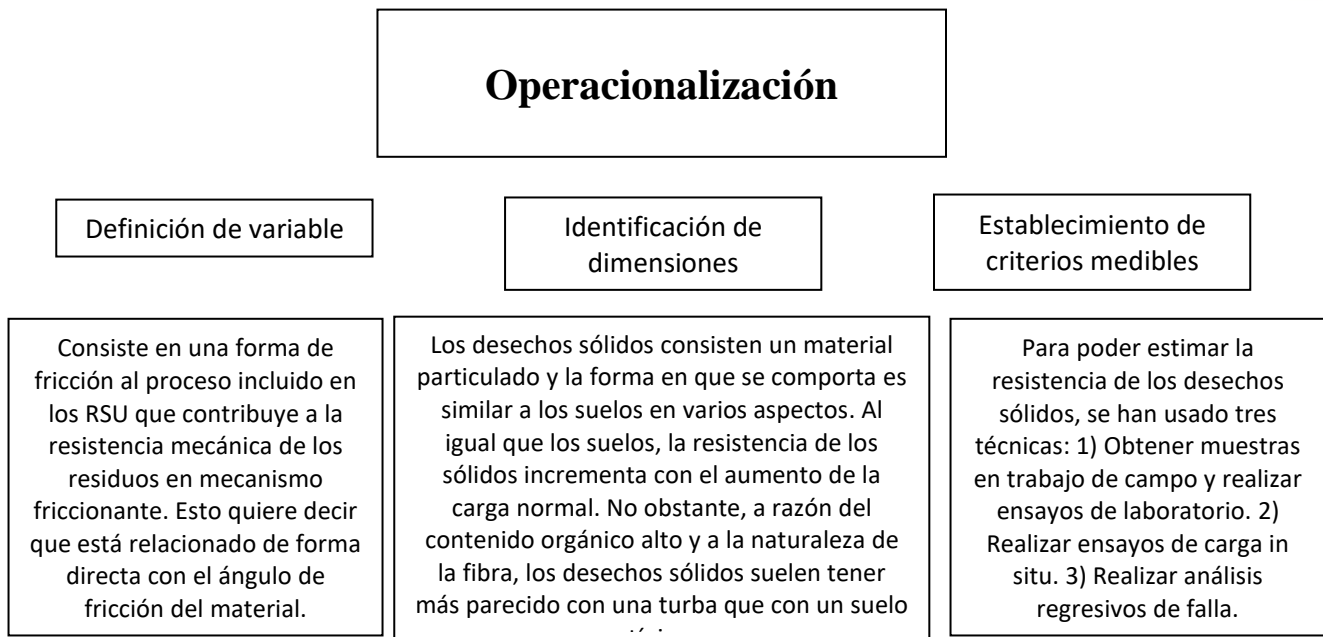 Operacionalización
Definición de variable
Identificación de
dimensiones
Establecimiento de
criterios medibles
Consiste en una forma de
fricción al proceso incluido en
los RSU que contribuye a la
resistencia mecánica de los
residuos en mecanismo
friccionante. Esto quiere decir
que está relacionado de forma
directa con el ángulo de
fricción del material.
Los desechos sólidos consisten un material
particulado y la forma en que se comporta es
similar a los suelos en varios aspectos. Al
igual que los suelos, la resistencia de los
sólidos incrementa con el aumento de la
carga normal. No obstante, a razón del
contenido orgánico alto y a la naturaleza de
la fibra, los desechos sólidos suelen tener
más parecido con una turba que con un suelo
Para poder estimar la
resistencia de los desechos
sólidos, se han usado tres
técnicas: 1) Obtener muestras
en trabajo de campo y realizar
ensayos de laboratorio. 2)
Realizar ensayos de carga in
situ. 3) Realizar análisis
regresivos de falla.